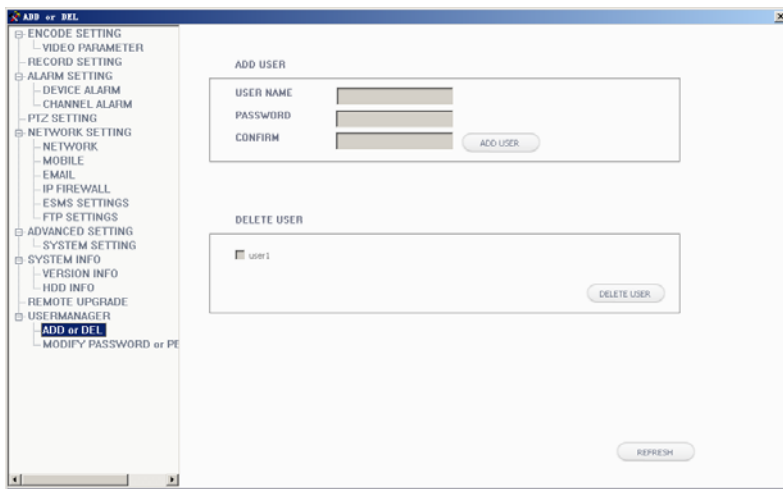 ADD or DEL
ENCODE SETTING
VIDEO PARAMETER
RECORD SETTING
ALARM SETTING
DEVICE ALARM
CHANNEL ALARM
PTZ SETTING
NETWORK SETTING
NETWORK
MOBILE
EMAIL
IP FIREWALL
ESMS SETTINGS
FTP SETTINGS
ADVANCED SETTING
SYSTEM SETTING
SYSTEM INFO
VERSION INFO
HDD INFO
REMOTE UPGRADE
USERMANAGER
ADD or DEL
MODIFY PASSWORD or PE
ADD USER
USER NAME
PASSWORD
CONFIRM
ADD USER
DELETE USER
user1
DELETE USER
REFRESH